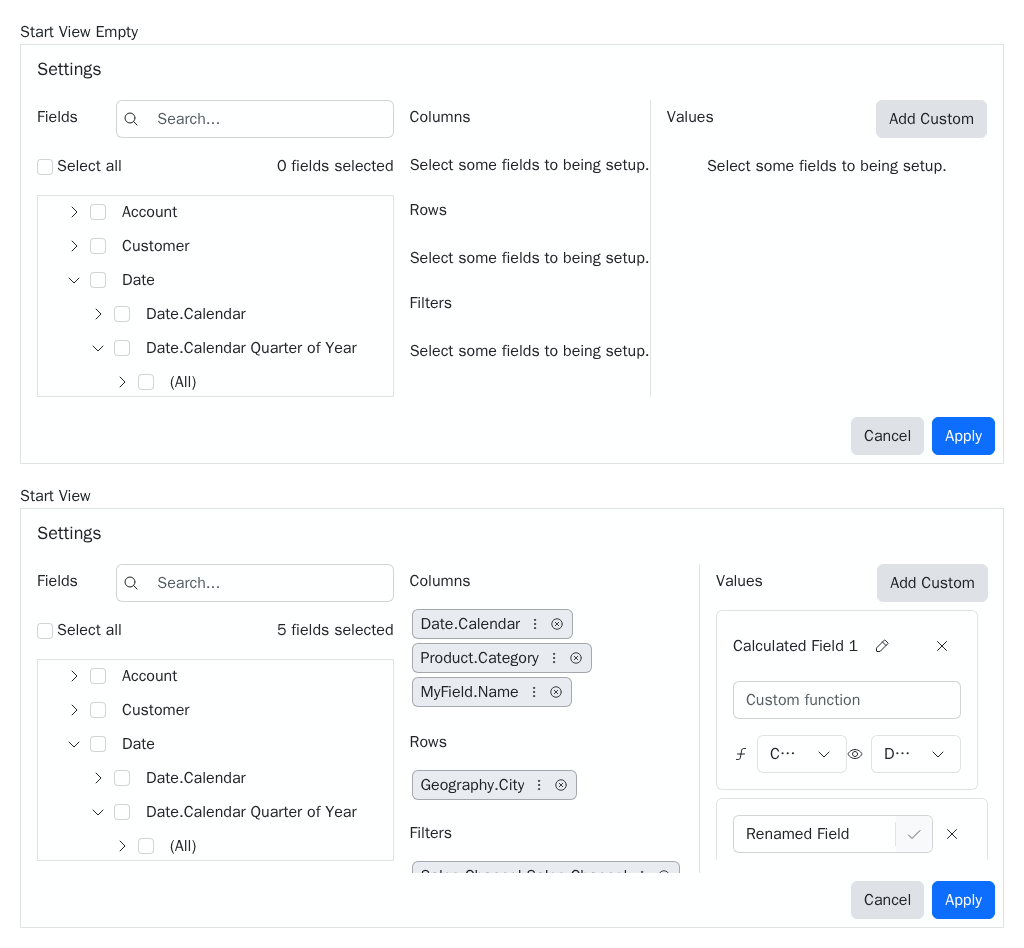 Start View Empty
Settings
Fields
Search...
Select all
0 fields selected
Account
Customer
Date
Date.Calendar
Date.Calendar Quarter of Year
(All)
Columns
Select some fields to being setup.
Rows
Select some fields to being setup.
Filters
Select some fields to being setup.
Values
Add Custom
Select some fields to being setup.
Cancel
Apply
Start View
Settings
Fields
Search...
Select all
5 fields selected
Account
Customer
Date
Date.Calendar
Date.Calendar Quarter of Year
(All)
Columns
Date.Calendar
Product.Category
MyField.Name
Rows
Geography.City
Filters
Values
Add Custom
Calculated Field 1
Custom function
C···
D···
Renamed Field
Cancel
Apply